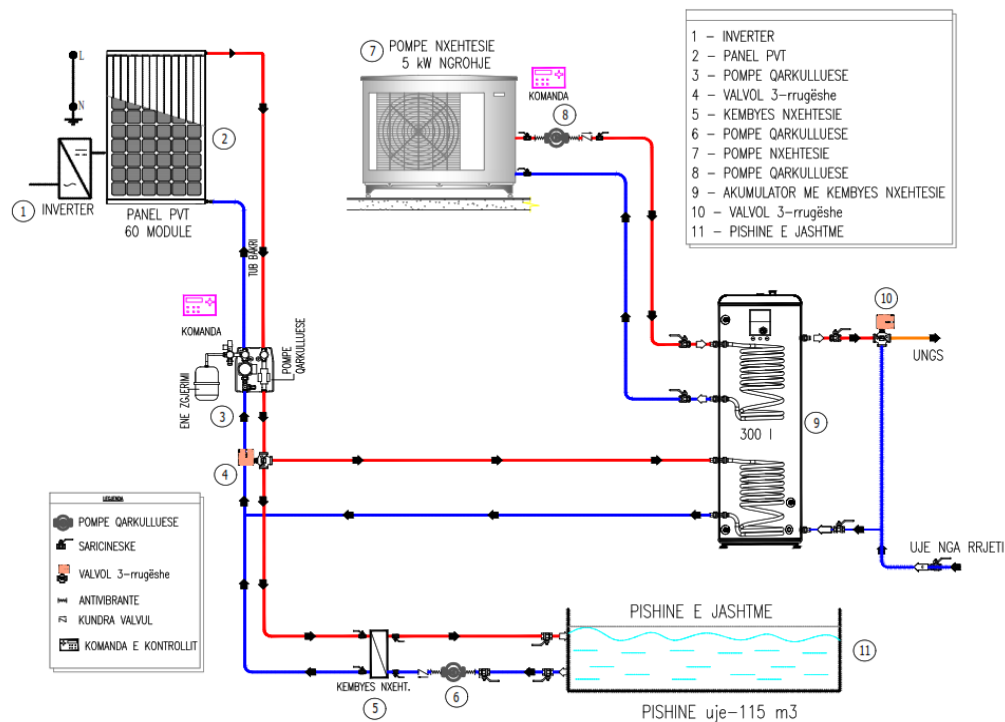 L
N
1
INVERTER
2
PANEL PVT
60 MODULE
TUB BAKRI
7
POMPE NXEHTESIE
5 kW NGROHJE
KOMANDA
8
1 - INVERTER
2 - PANEL PVT
3 - POMPE QARKULLUESE
4 - VALVOL 3-rrugëshe
5 - KEMBYES NXEHTESIE
6 - POMPE QARKULLUESE
7 - POMPE NXEHTESIE
8 - POMPE QARKULLUESE
9 - AKUMULATOR ME KEMBYES NXEHTESIE
10 - VALVOL 3-rrugëshe
11 - PISHINE E JASHTME
KOMANDA
ENE ZGJERIMI
POMPE
QARKULLUESE
3
4
10
UNGS
300 l
9
UJE NGA RRJETI
LEGJENDA
POMPE QARKULLUESE
SARICINESKE
VALVOL 3-rrugëshe
ANTIVIBRANTE
KUNDRA VALVUL
KOMANDA E KONTROLLIT
KEMBYES NXEHT.
5
6
PISHINE E JASHTME
11
PISHINE uje-115 m3